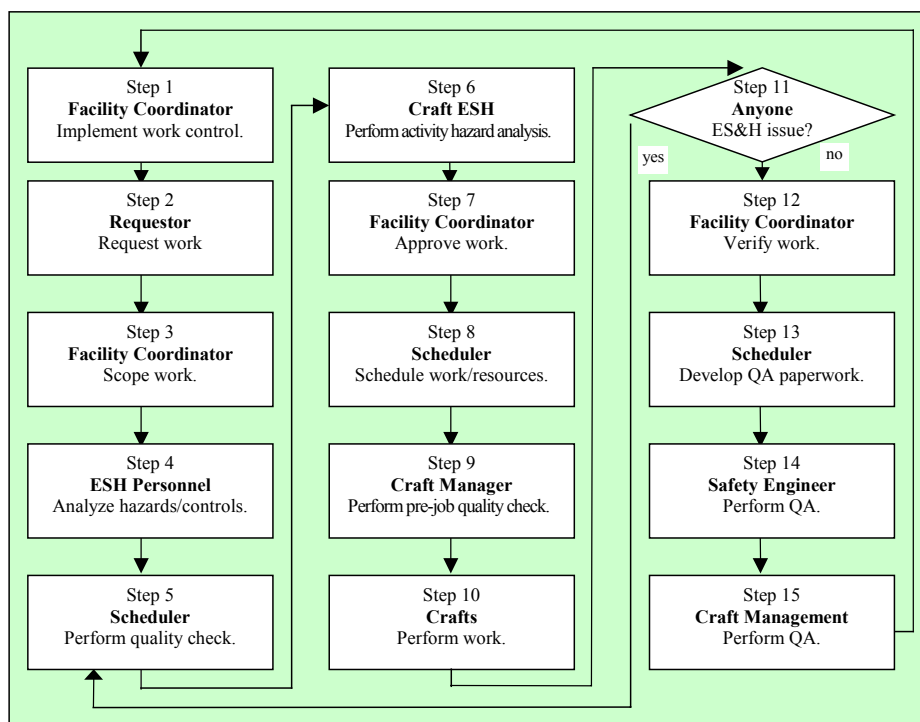 Step 1
Facility Coordinator
Implement work control.
Step 2
Requestor
Request work
Step 3
Facility Coordinator
Scope work.
Step 4
ESH Personnel
Analyze hazards/controls.
Step 5
Scheduler
Perform quality check.
Step 6
Craft ESH
Perform activity hazard analysis.
Step 7
Facility Coordinator
Approve work.
Step 8
Scheduler
Schedule work/resources.
Step 9
Craft Manager
Perform pre-job quality check.
Step 10
Crafts
Perform work.
Step 11
Anyone
ES&H issue?
yes
no
Step 12
Facility Coordinator
Verify work.
Step 13
Scheduler
Develop QA paperwork.
Step 14
Safety Engineer
Perform QA.
Step 15
Craft Management
Perform QA.